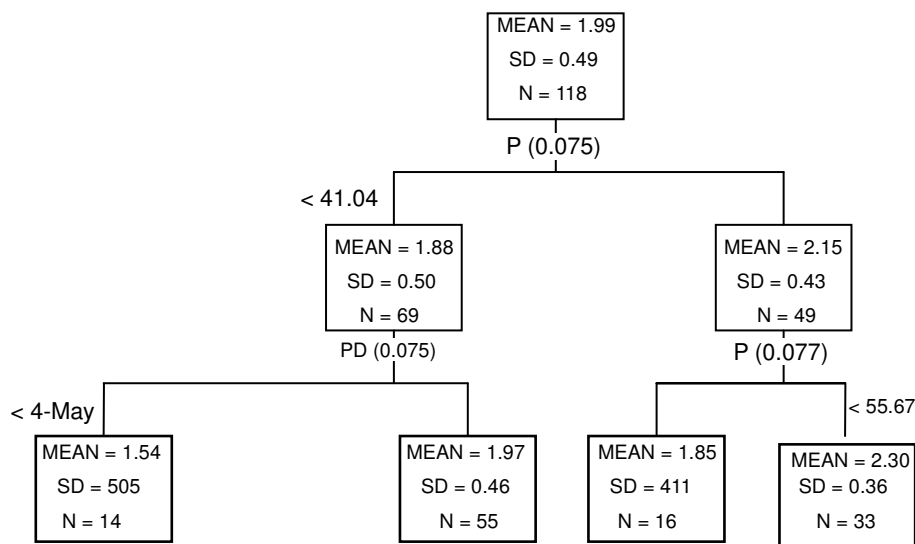 MEAN = 1.99
SD = 0.49
N = 118
P (0.075)
< 41.04
MEAN = 1.88
SD = 0.50
N = 69
MEAN = 2.15
SD = 0.43
N = 49
PD (0.075)
P (0.077)
< 4-May
< 55.67
MEAN = 1.54
SD = 505
N = 14
MEAN = 1.97
SD = 0.46
N = 55
MEAN = 1.85
SD = 411
N = 16
MEAN = 2.30
SD = 0.36
N = 33